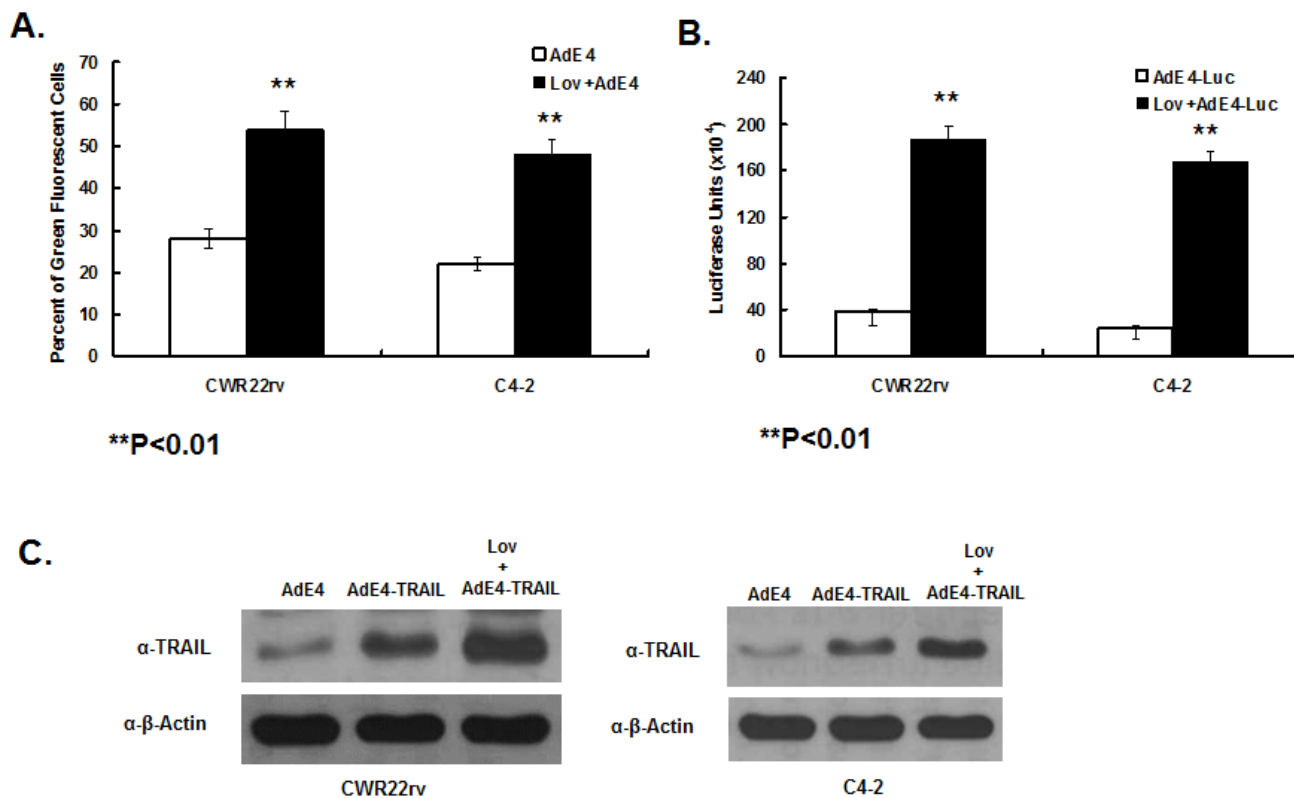 A.
Percent of Green Fluorescent Cells
70
60
50
40
30
20
10
0
AdE4
Lov+AdE4
**
**
CWR22rv
C4-2
**P<0.01
B.
Luciferase Units (x10⁴)
240
200
160
120
80
40
0
AdE4-Luc
Lov+AdE4-Luc
**
**
CWR22rv
C4-2
**P<0.01
C.
AdE4
AdE4-TRAIL
Lov
+
AdE4-TRAIL
α-TRAIL
α-β-Actin
CWR22rv
AdE4
AdE4-TRAIL
Lov
+
AdE4-TRAIL
α-TRAIL
α-β-Actin
C4-2